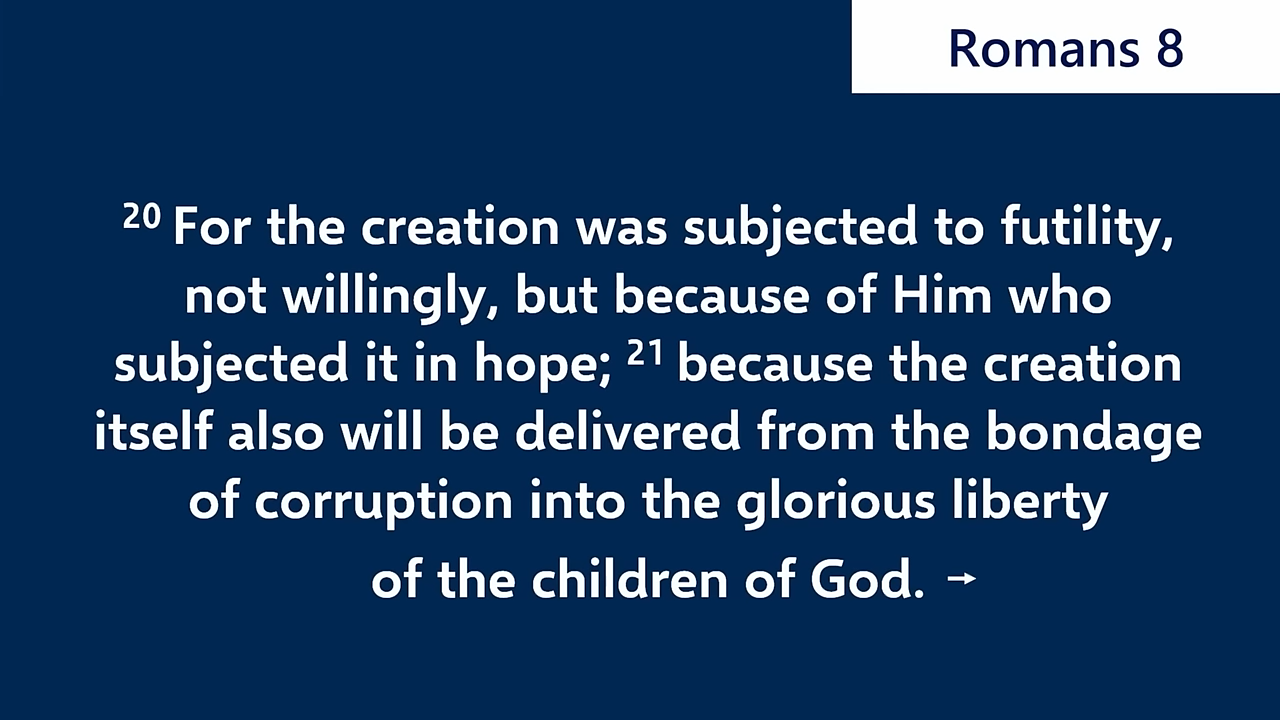 Romans 8
20 For the creation was subjected to futility,
not willingly, but because of Him who
subjected it in hope; 21 because the creation
itself also will be delivered from the bondage
of corruption into the glorious liberty
of the children of God. →